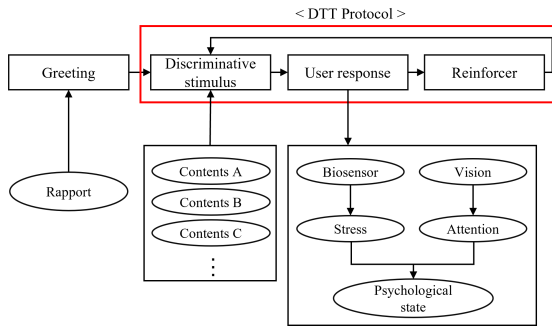 < DTT Protocol >
Greeting
Discriminative
stimulus
User response
Reinforcer
Rapport
Contents A
Contents B
Contents C
⋮
Biosensor
Vision
Stress
Attention
Psychological
state